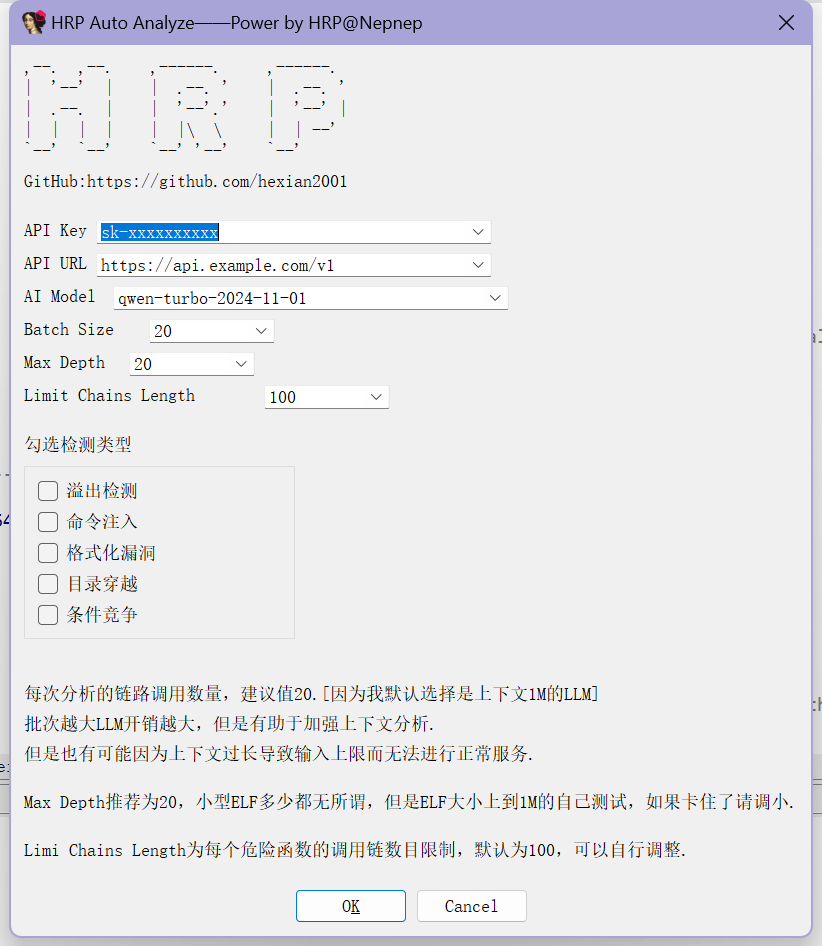 HRP Auto Analyze——Power by HRP@Nepnep
HRP
GitHub:https://github.com/hexian2001
API Key sk-xxxxxxxxxx
API URL https://api.example.com/v1
AI Model qwen-turbo-2024-11-01
Batch Size 20
Max Depth 20
Limit Chains Length 100
勾选检测类型
溢出检测
命令注入
格式化漏洞
目录穿越
条件竞争
每次分析的链路调用数量，建议值20.[因为我默认选择是上下文1M的LLM]
批次越大LLM开销越大，但是有助于加强上下文分析.
但是也有可能因为上下文过长导致输入上限而无法进行正常服务.
Max Depth推荐为20，小型ELF多少都无所谓，但是ELF大小上到1M的自己测试，如果卡住了请调小.
Limi Chains Length为每个危险函数的调用链数目限制，默认为100，可以自行调整.
OK Cancel